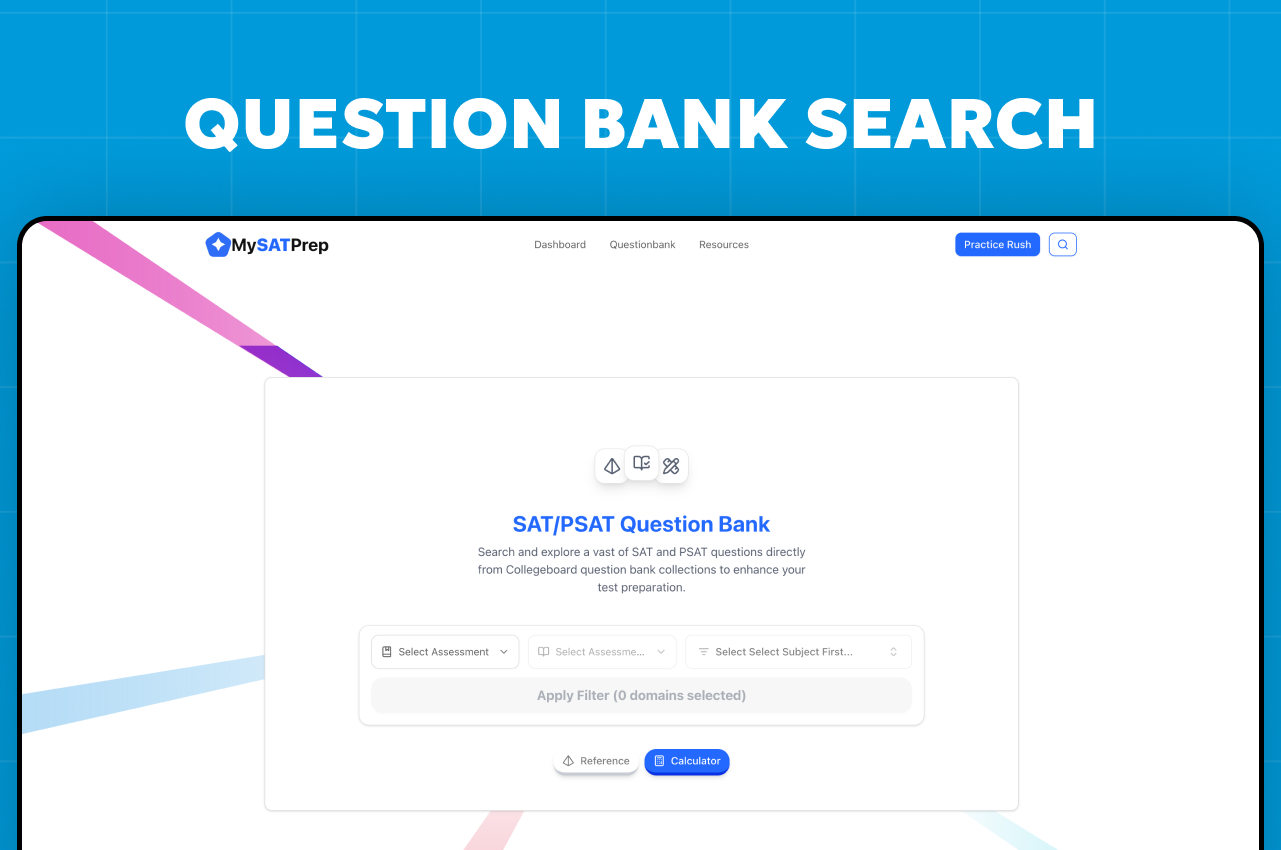 QUESTION BANK SEARCH
MySATPrep
Dashboard
Questionbank
Resources
Practice Rush
SAT/PSAT Question Bank
Search and explore a vast of SAT and PSAT questions directly
from Collegeboard question bank collections to enhance your
test preparation.
Select Assessment
Select Assessme...
Select Select Subject First...
Apply Filter (0 domains selected)
Reference
Calculator